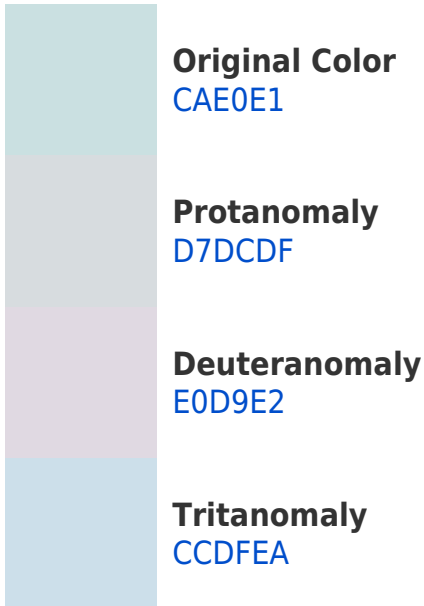 Original Color
CAE0E1
Protanomaly
D7DCDF
Deuteranomaly
E0D9E2
Tritanomaly
CCDFEA